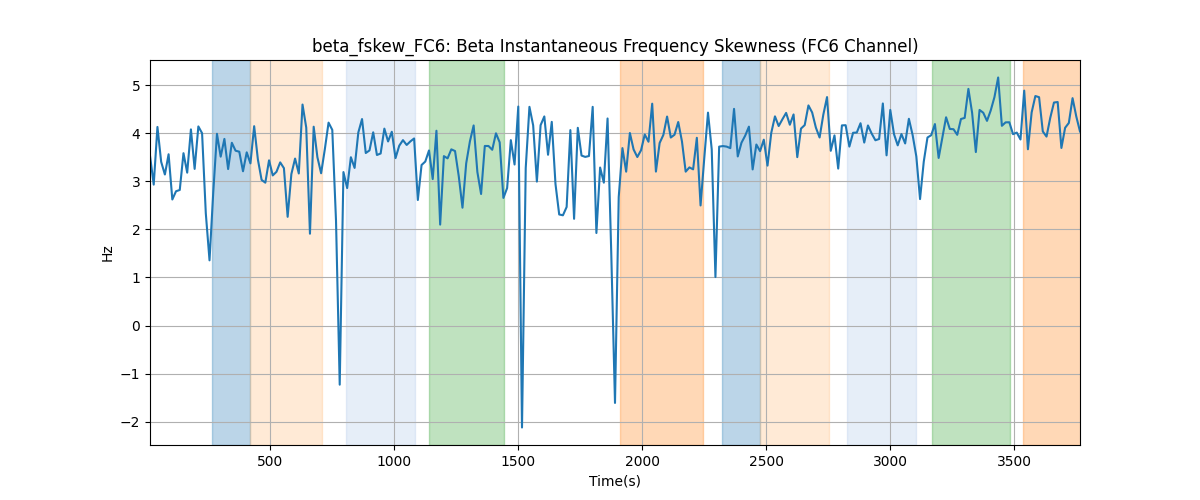 beta_fskew_FC6: Beta Instantaneous Frequency Skewness (FC6 Channel)
5
4
3
2
1
0
−1
−2
Hz
500 1000 1500 2000 2500 3000 3500
Time(s)